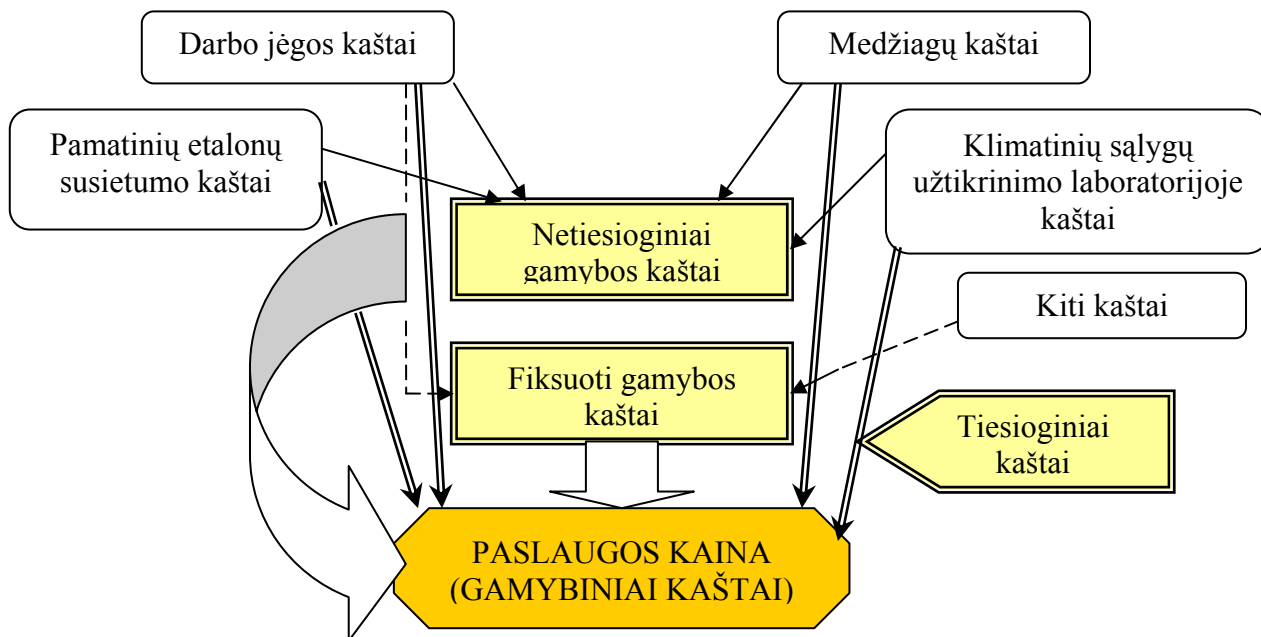 Darbo jėgos kaštai
Medžiagų kaštai
Pamatinių etalonų
susietumo kaštai
Klimatinių sąlygų
užtikrinimo laboratorijoje
kaštai
Netiesioginiai
gamybos kaštai
Kiti kaštai
Fiksuoti gamybos
kaštai
Tiesioginiai
kaštai
PASLAUGOS KAINA
(GAMYBINIAI KAŠTAI)